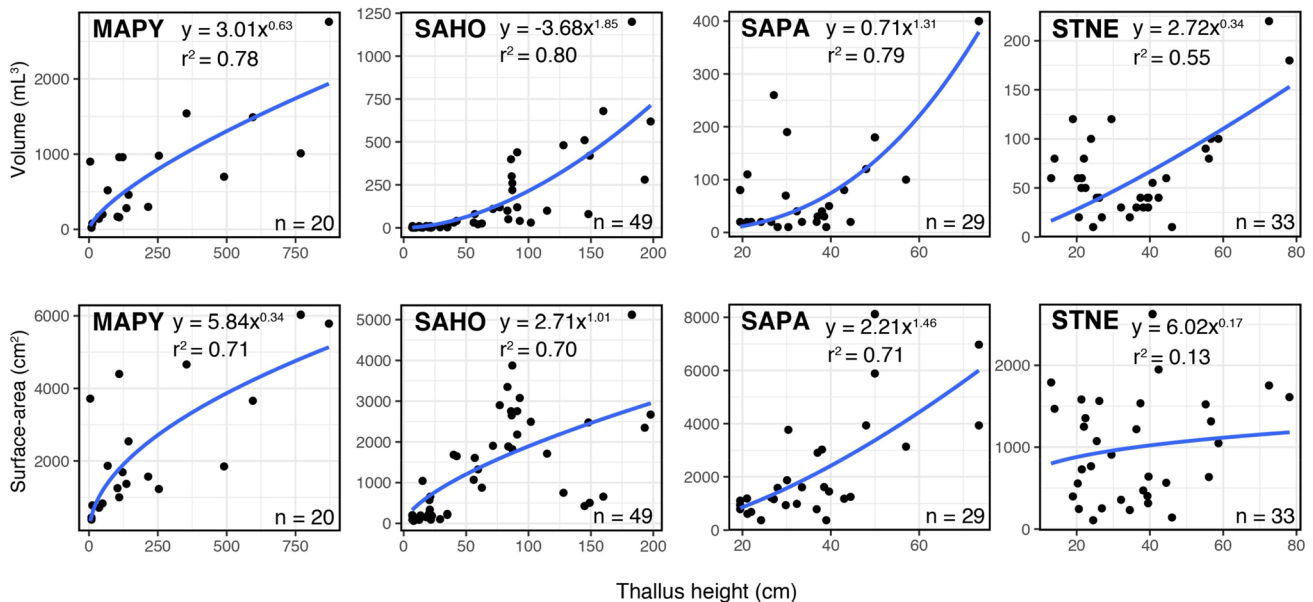 MAPY y = 3.01x^0.63
r² = 0.78
n = 20
Volume (mL³)
2000
1000
0
0 250 500 750
SAHO y = -3.68x^1.85
r² = 0.80
n = 49
1250
1000
750
500
250
0
0 50 100 150 200
SAPA y = 0.71x^1.31
r² = 0.79
n = 29
400
300
200
100
0
20 40 60
STNE y = 2.72x^0.34
r² = 0.55
n = 33
200
150
100
50
0
20 40 60 80
MAPY y = 5.84x^0.34
r² = 0.71
n = 20
Surface-area (cm²)
6000
4000
2000
0
0 250 500 750
SAHO y = 2.71x^1.01
r² = 0.70
n = 49
5000
4000
3000
2000
1000
0
0 50 100 150 200
SAPA y = 2.21x^1.46
r² = 0.71
n = 29
8000
6000
4000
2000
0
20 40 60
STNE y = 6.02x^0.17
r² = 0.13
n = 33
2000
1000
0
20 40 60 80
Thallus height (cm)